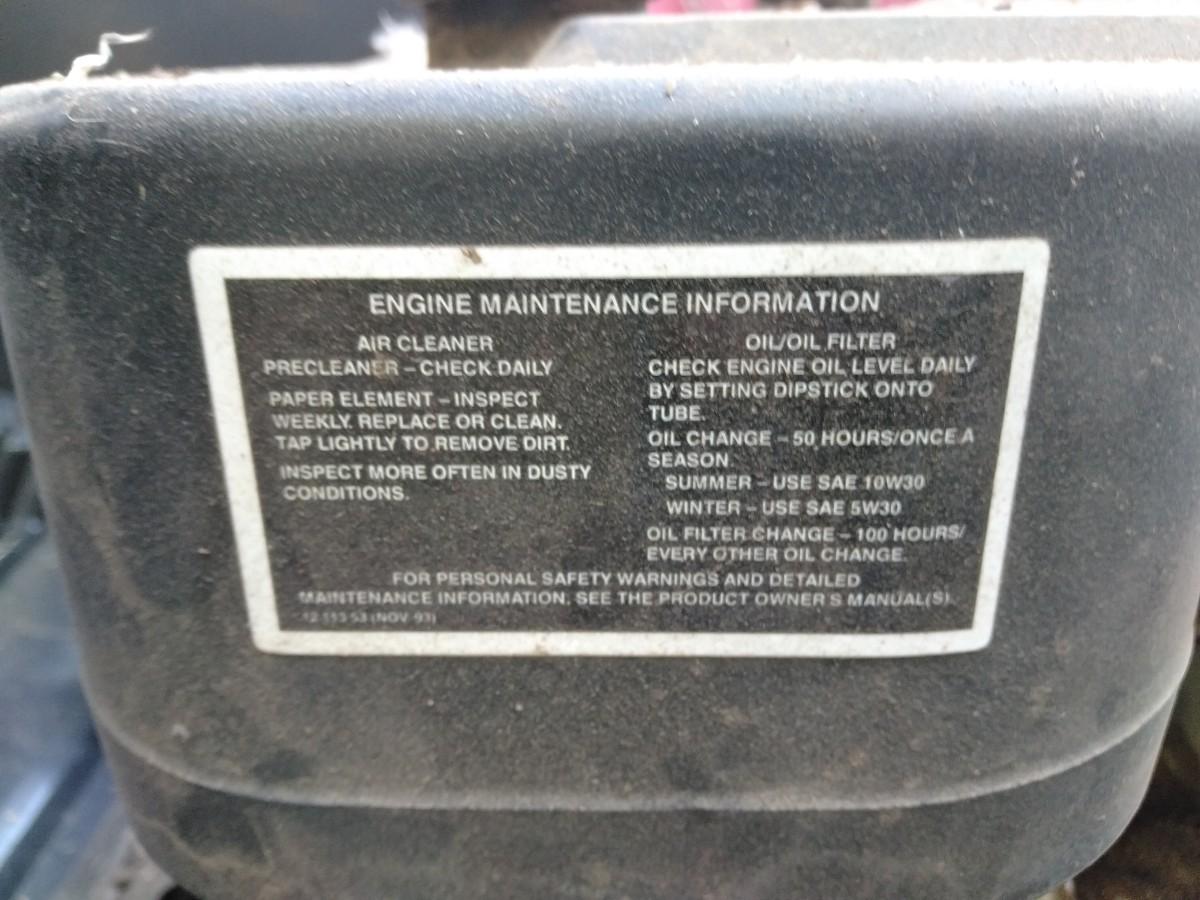 ENGINE MAINTENANCE INFORMATION
AIR CLEANER
PRECLEANER – CHECK DAILY
PAPER ELEMENT – INSPECT
WEEKLY. REPLACE OR CLEAN.
TAP LIGHTLY TO REMOVE DIRT.
INSPECT MORE OFTEN IN DUSTY
CONDITIONS.
OIL/OIL FILTER
CHECK ENGINE OIL LEVEL DAILY
BY SETTING DIPSTICK ONTO
TUBE.
OIL CHANGE – 50 HOURS/ONCE A
SEASON
SUMMER – USE SAE 10W30
WINTER – USE SAE 5W30
OIL FILTER CHANGE – 100 HOURS/
EVERY OTHER OIL CHANGE.
FOR PERSONAL SAFETY WARNINGS AND DETAILED
MAINTENANCE INFORMATION, SEE THE PRODUCT OWNER'S MANUAL(S).
(NOV 93)